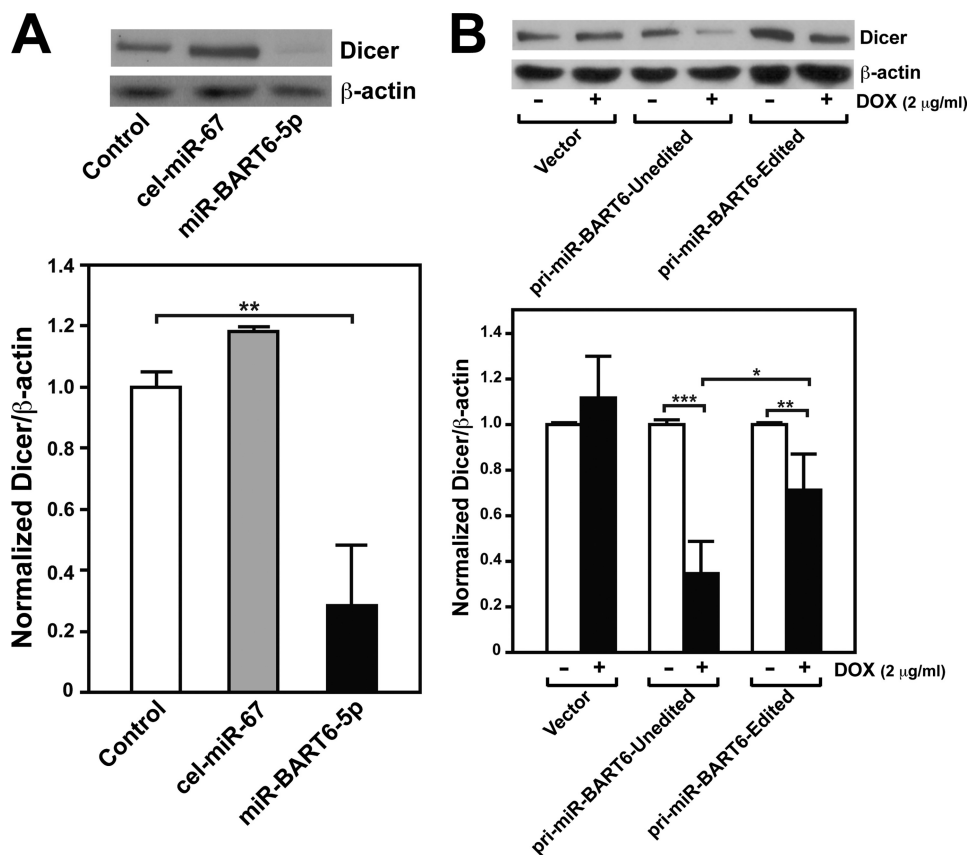 A
Dicer
β-actin
Control
cel-miR-67
miR-BART6-5p
Normalized Dicer/β-actin
1.4
1.2
1.0
0.8
0.6
0.4
0.2
0
**
Control
cel-miR-67
miR-BART6-5p
B
Dicer
β-actin
- + - + - + DOX (2 μg/ml)
Vector
pri-miR-BART6-Unedited
pri-miR-BART6-Edited
Normalized Dicer/β-actin
1.4
1.2
1.0
0.8
0.6
0.4
0.2
0
*
*** **
- + - + - + DOX (2 μg/ml)
Vector
pri-miR-BART6-Unedited
pri-miR-BART6-Edited